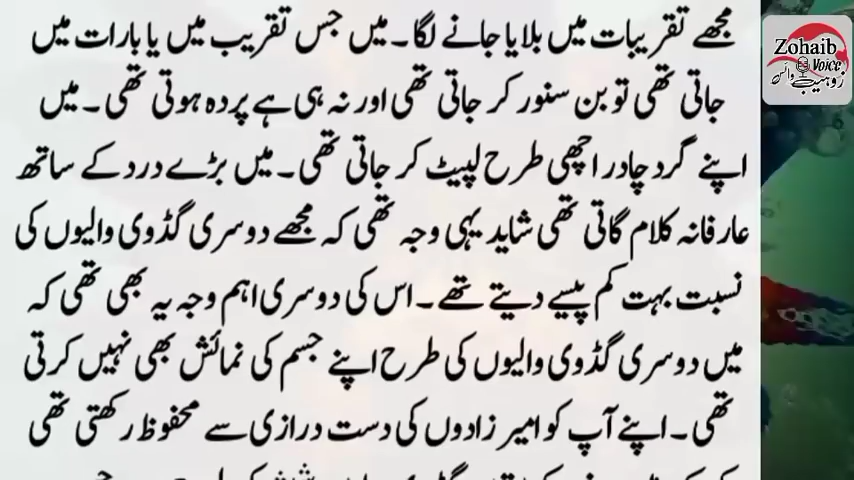 مجھے تقریبات میں بلایا جانے لگا۔ میں جس تقریب میں یا بارات میں
جاتی تھی تو بن سنور کر جاتی تھی اور نہ ہی بے پردہ ہوتی تھی۔ میں
اپنے گرد چادر اچھی طرح لپیٹ کر جاتی تھی۔ میں بڑے درد کے ساتھ
عارفانہ کلام گاتی تھی شاید یہی وجہ تھی کہ مجھے دوسری گڈوی والیوں کی
نسبت بہت کم پیسے دیتے تھے۔ اس کی دوسری اہم وجہ یہ بھی تھی کہ
میں دوسری گڈوی والیوں کی طرح اپنے جسم کی نمائش بھی نہیں کرتی
تھی۔ اپنے آپ کو امیر زادوں کی دست درازی سے محفوظ رکھتی تھی
Zohaib
Voice
زوہیب وائس